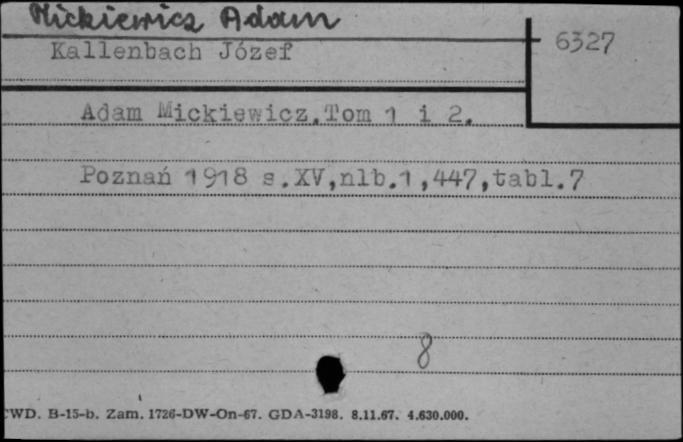 Mickiewicz Adam
Kallenbach Józef
6327
Adam Mickiewicz.Tom 1 i 2.
Poznań 1918 s.XV,nlb.1,447,tabl.7
8
CWD. B-15-b. Zam. 1726-DW-On-67. GDA-3198. 8.11.67. 4.630.000.